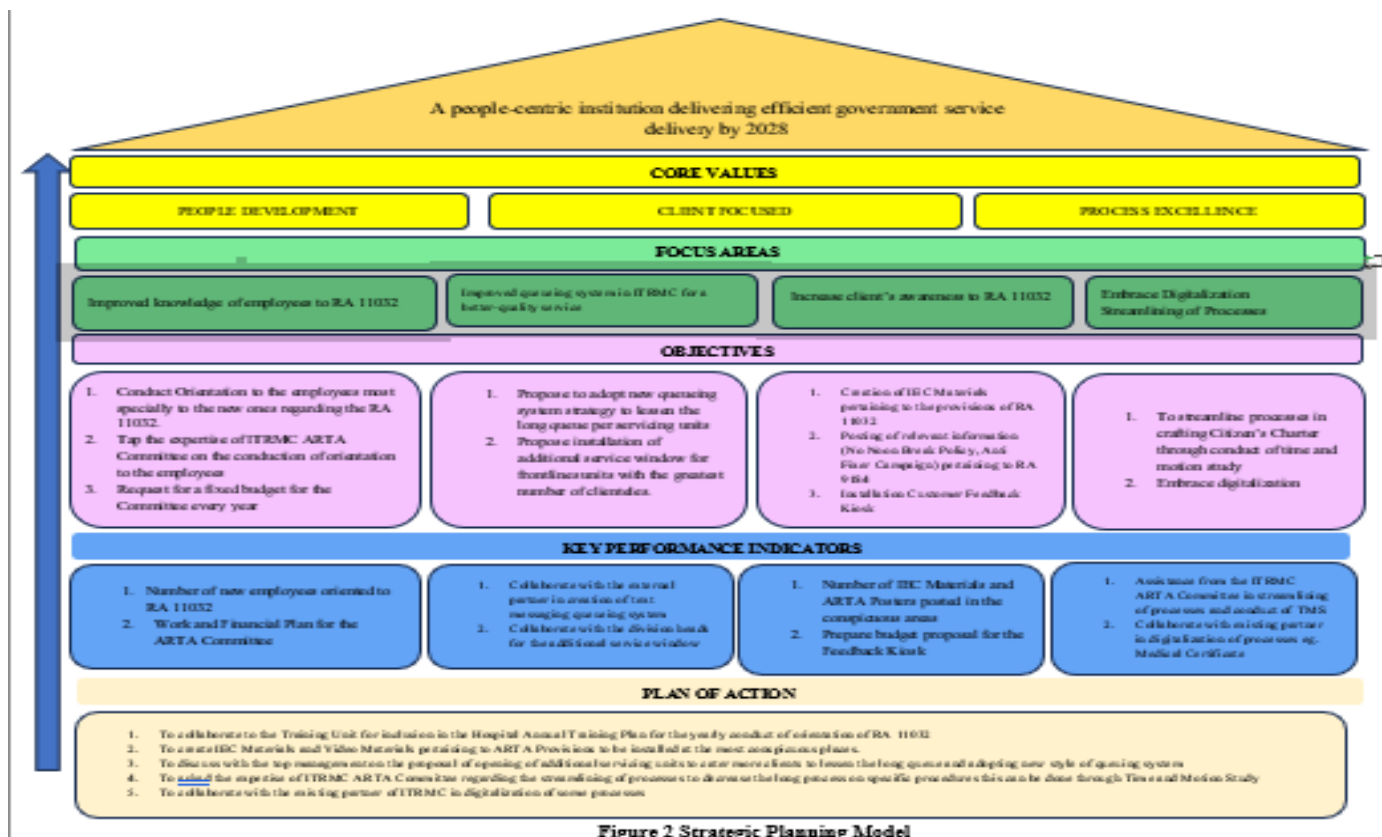 A people-centric institution delivering efficient government service
delivery by 2028
CORE VALUES
PEOPLE DEVELOPMENT
CLIENT FOCUSED
PROCESS EXCELLENCE
FOCUS AREAS
Improved knowledge of employees to RA 11032
Improved queueing system in ITRMC for a
better-quality service
Increase client's awareness to RA 11032
Embrace Digitalization
Streamlining of Processes
OBJECTIVES
1. Conduct Orientation to the employees most
specially to the new ones regarding the RA
11032.
2. Tap the expertise of ITRMC ARTA
Committee on the conduction of orientation
to the employees
3. Request for a fixed budget for the
Committee every year
1. Propose to adopt new queueing
system strategy to lessen the
long queue per servicing units
2. Propose installation of
additional service window for
frontlines units with the greatest
number of clienteles.
1. Creation of IEC Materials
pertaining to the provisions of RA
11032
2. Posting of relevant information
(No Noon Break Policy, Anti
Fixer Campaign) pertaining to RA
9184
3. Installation Customer Feedback
Kiosk
1. To streamline processes in
crafting Citizen's Charter
through conduct of time and
motion study
2. Embrace digitalization
KEY PERFORMANCE INDICATORS
1. Number of new employees oriented to
RA 11032
2. Work and Financial Plan for the
ARTA Committee
1. Collaborate with the external
partner in creation of text
messaging queueing system
2. Collaborate with the division heads
for the additional service window
1. Number of IEC Materials and
ARTA Posters posted in the
conspicuous areas
2. Prepare budget proposal for the
Feedback Kiosk
1. Assistance from the ITRMC
ARTA Committee in streamlining
of processes and conduct of TMS
2. Collaborate with existing partner
in digitalization of processes eg.
Medical Certificate
PLAN OF ACTION
1. To collaborate to the Training Unit for inclusion in the Hospital Annual Training Plan for the yearly conduct of orientation of RA 11032
2. To create IEC Materials and Video Materials pertaining to ARTA Provisions to be installed at the most conspicuous places.
3. To discuss with the top management on the proposal of opening of additional servicing units to cater more clients to lessen the long queue and adopting new style of queuing system
4. To the expertise of ITRMC ARTA Committee regarding the streamlining of processes to decrease the long process on specific procedures this can be done through Time and Motion Study
5. To collaborate with the existing partner of ITRMC in digitalization of some processes
Figure 2 Strategic Planning Model